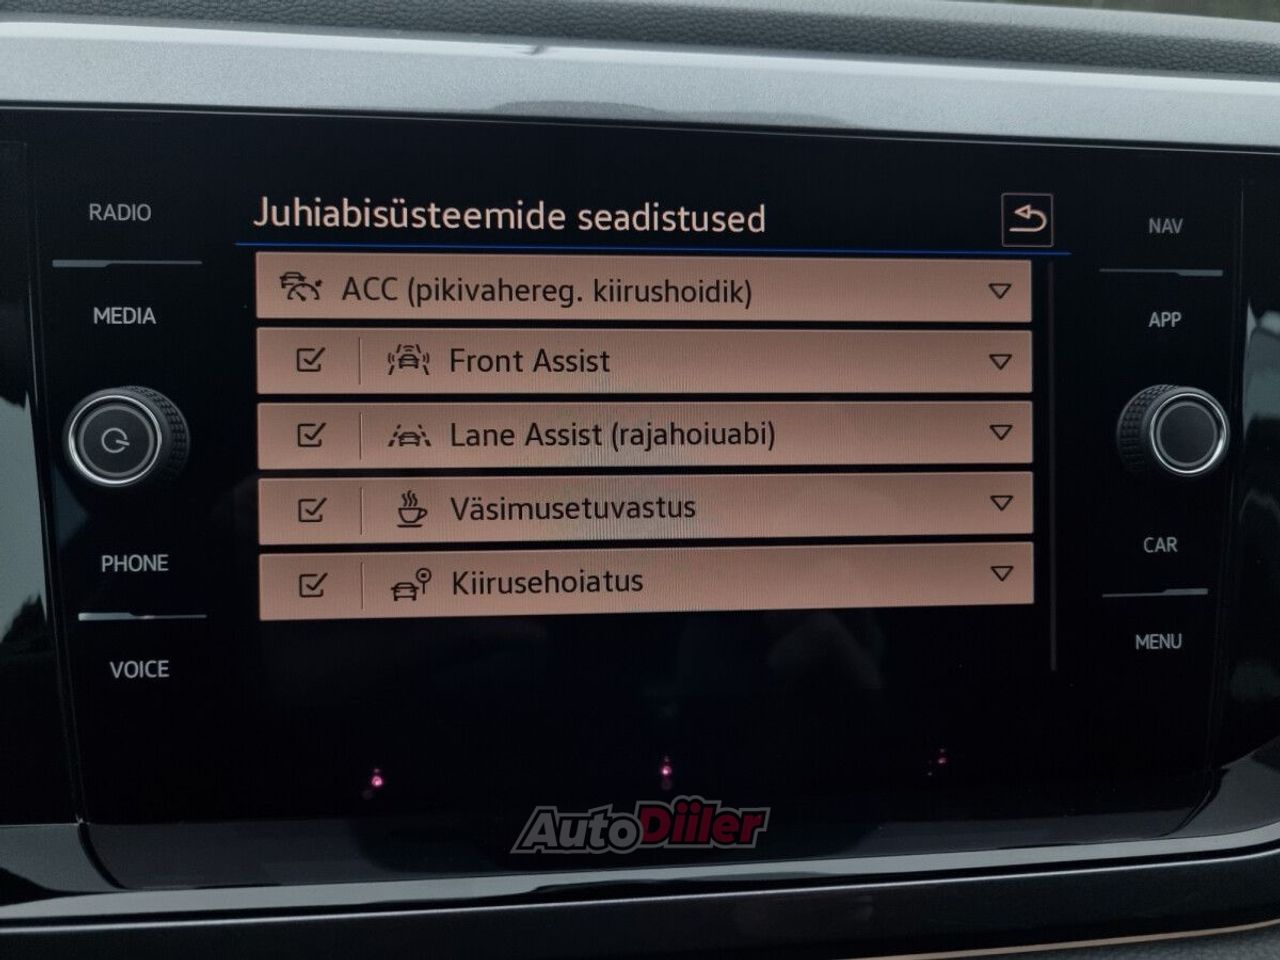 RADIO
MEDIA
PHONE
VOICE
Juhiabisüsteemide seadistused
ACC (pikivahereg. kiirushoidik)
Front Assist
Lane Assist (rajahoiuabi)
Väsimusetuvastus
Kiirusehoiatus
NAV
APP
CAR
MENU
AutoDiiler